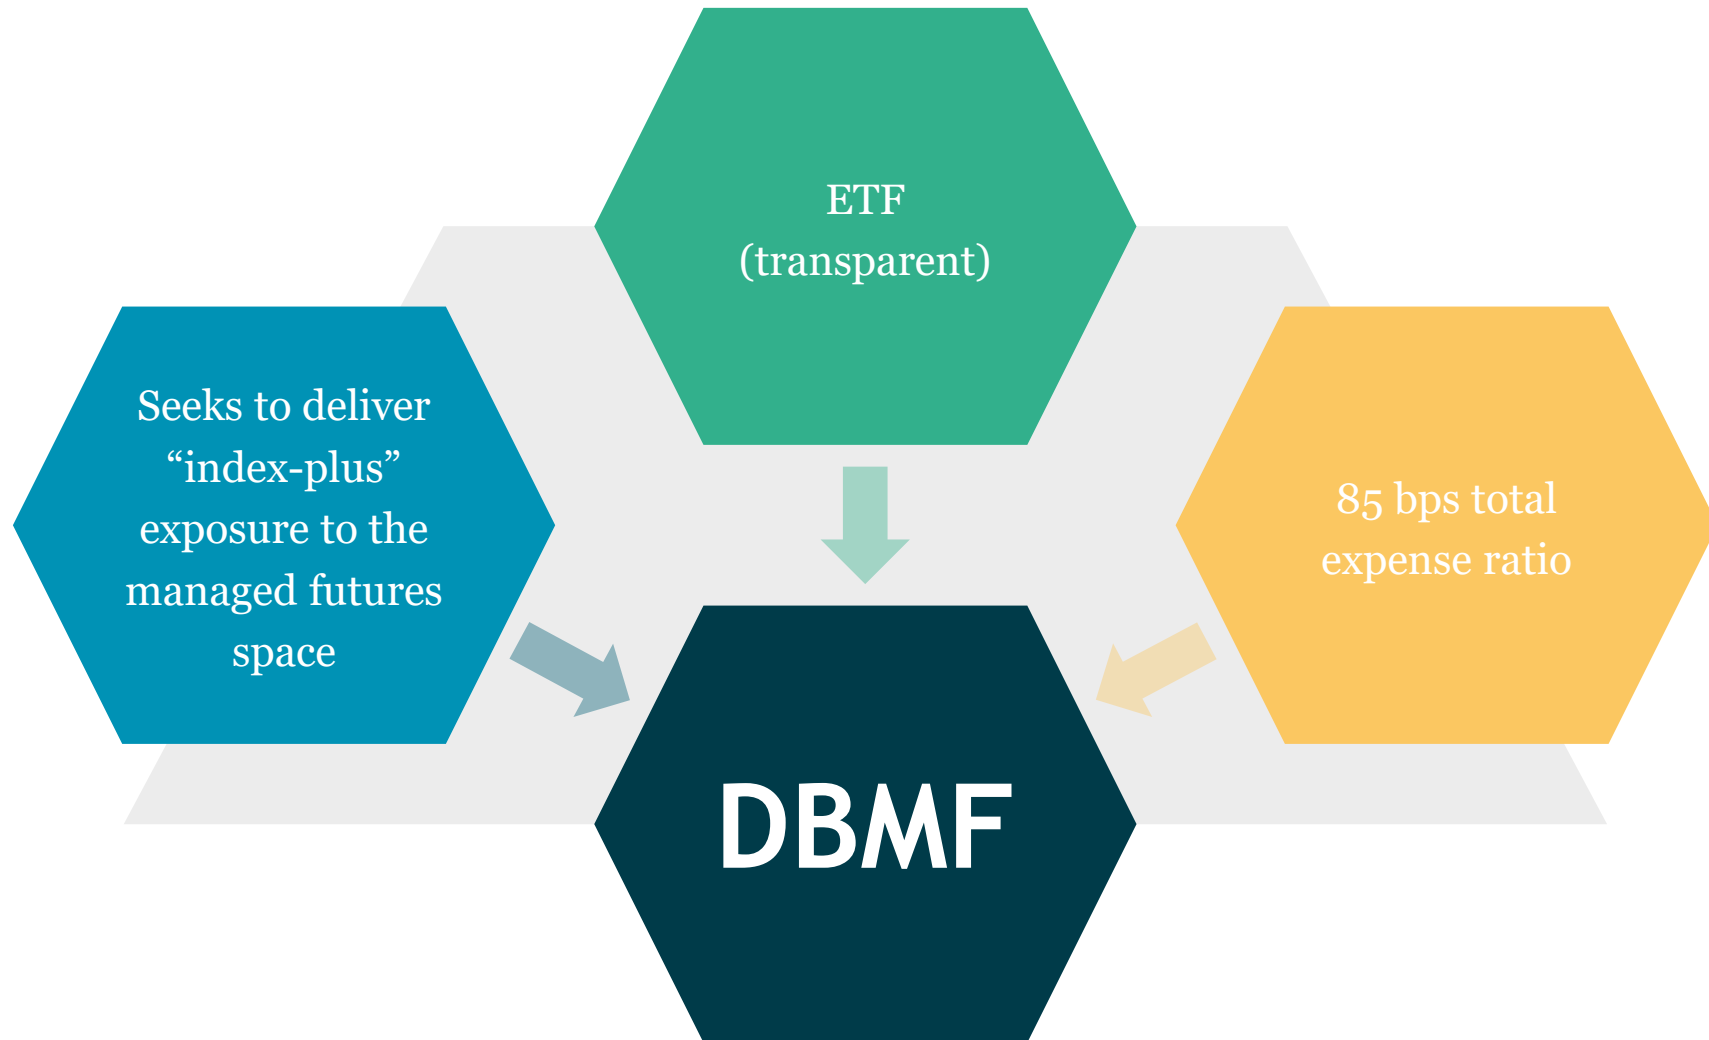 ETF
(transparent)
Seeks to deliver
“index-plus”
exposure to the
managed futures
space
85 bps total
expense ratio
DBMF